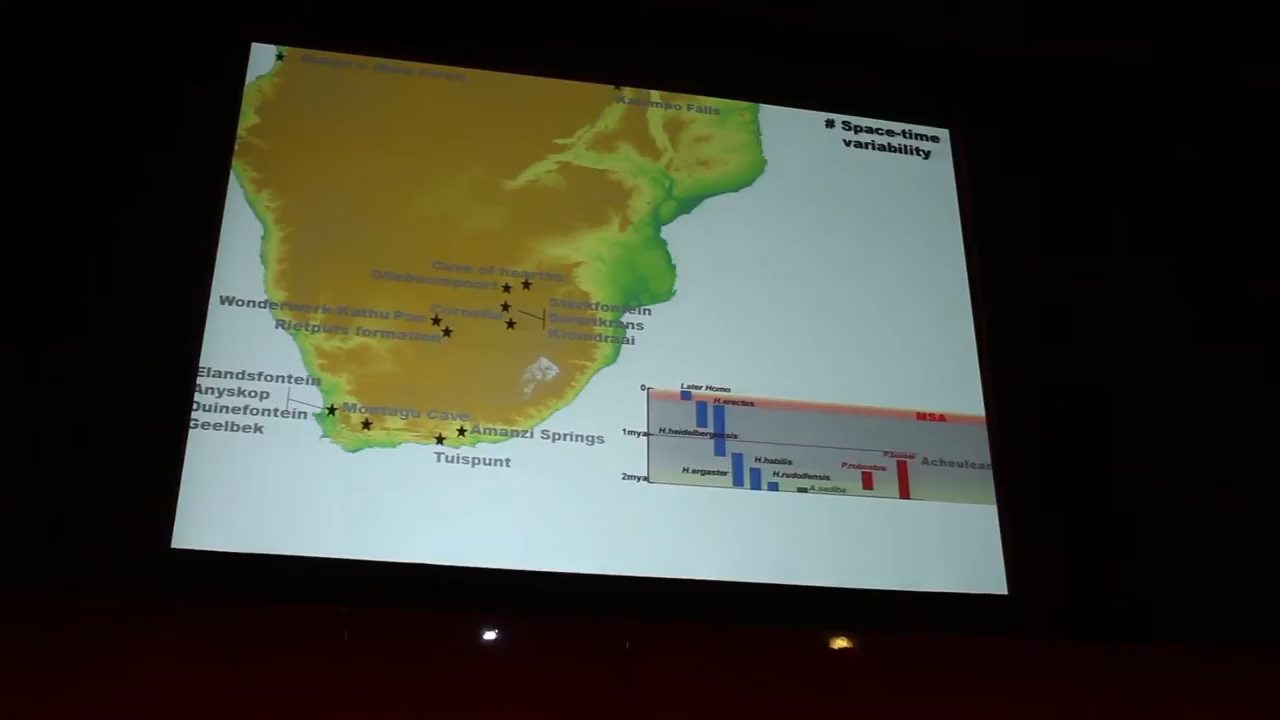 # Space-time
variability
Falls
Cave of hearths
Wonderwerk Kathu Pan
Cornelia
Rietputs formation
Sterkfontein
Swartkrans
Kromdraai
Elandsfontein
Anyskop
Duinefontein
Geelbek
Montagu Cave
Amanzi Springs
Tuispunt
0
1mya
2mya
Later Homo
H.erectus
H.heidelbergensis
H.ergaster
H.habilis
H.rudolfensis
A.sediba
P.robustus
P.boisei
MSA
Acheulean